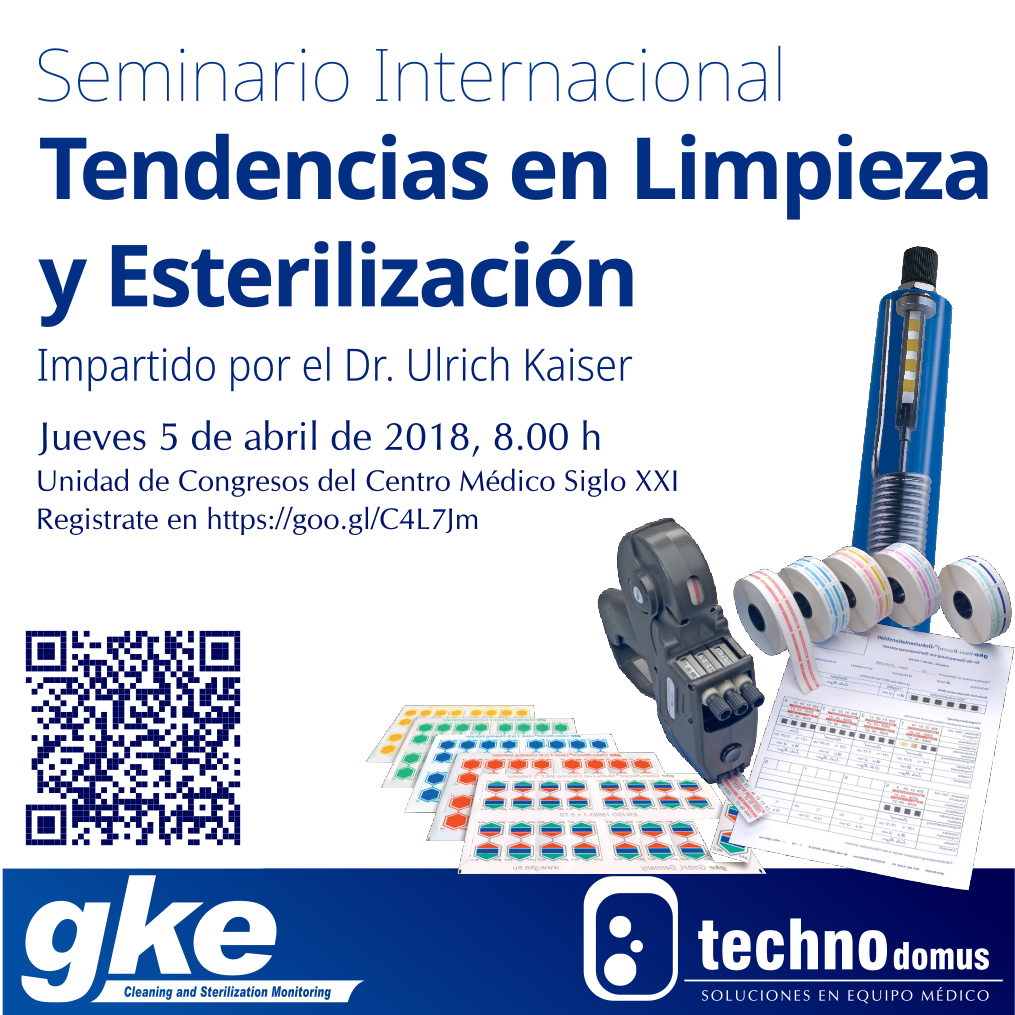 Seminario Internacional
Tendencias en Limpieza
y Esterilización
Impartido por el Dr. Ulrich Kaiser
Jueves 5 de abril de 2018, 8.00 h
Unidad de Congresos del Centro Médico Siglo XXI
Registrate en https://goo.gl/C4L7Jm
gke
Cleaning and Sterilization Monitoring
techno domus
SOLUCIONES EN EQUIPO MÉDICO